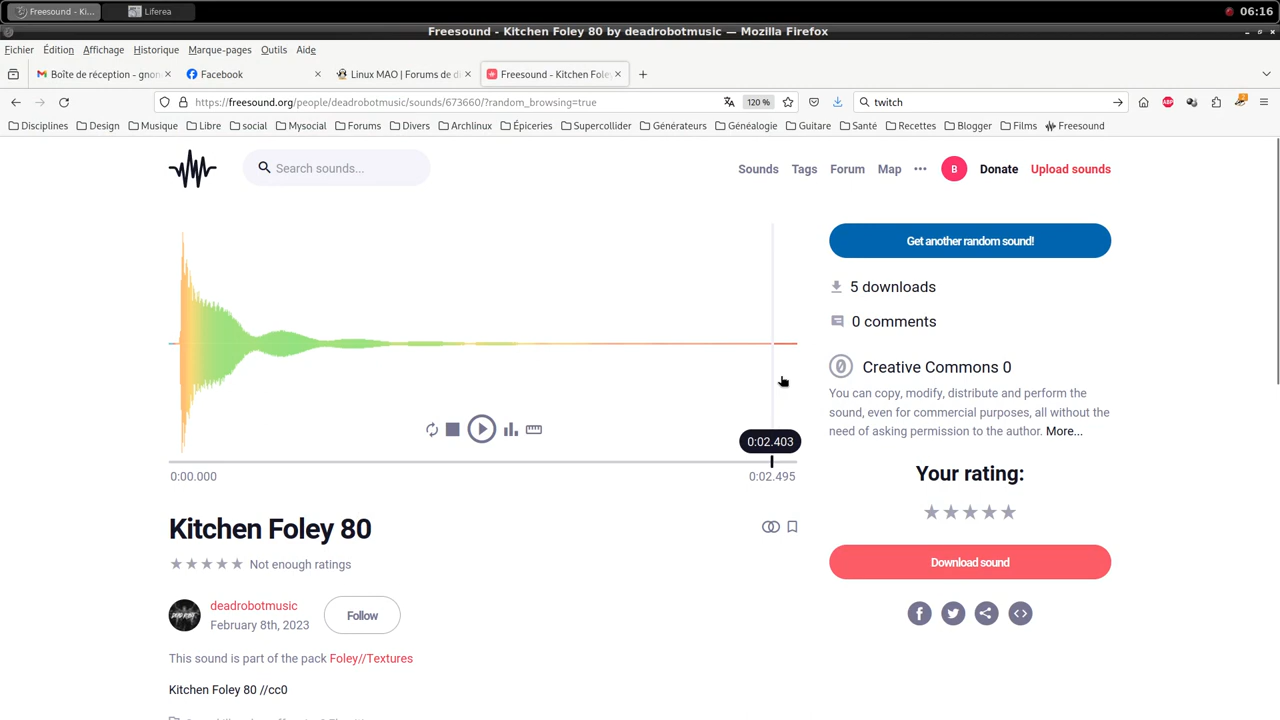 Freesound - Ki...
Liferea
06:16
Freesound - Kitchen Foley 80 by deadrobotmusic — Mozilla Firefox
Fichier Édition Affichage Historique Marque-pages Outils Aide
Boîte de réception - gnom
Facebook
Linux MAO | Forums de d
Freesound - Kitchen Fole
https://freesound.org/people/deadrobotmusic/sounds/673660/?random_browsing=true
120 %
twitch
ABP
Disciplines Design Musique Libre social Mysocial Forums Divers Archlinux Épiceries Supercollider Générateurs Généalogie Guitare Santé Recettes Blogger Films Freesound
Search sounds...
Sounds Tags Forum Map B Donate Upload sounds
Get another random sound!
5 downloads
0 comments
Creative Commons 0
You can copy, modify, distribute and perform the
sound, even for commercial purposes, all without the
need of asking permission to the author. More...
0:02.403
0:00.000
0:02.495
Your rating:
Download sound
Kitchen Foley 80
Not enough ratings
deadrobotmusic
February 8th, 2023
Follow
This sound is part of the pack Foley//Textures
Kitchen Foley 80 //cc0